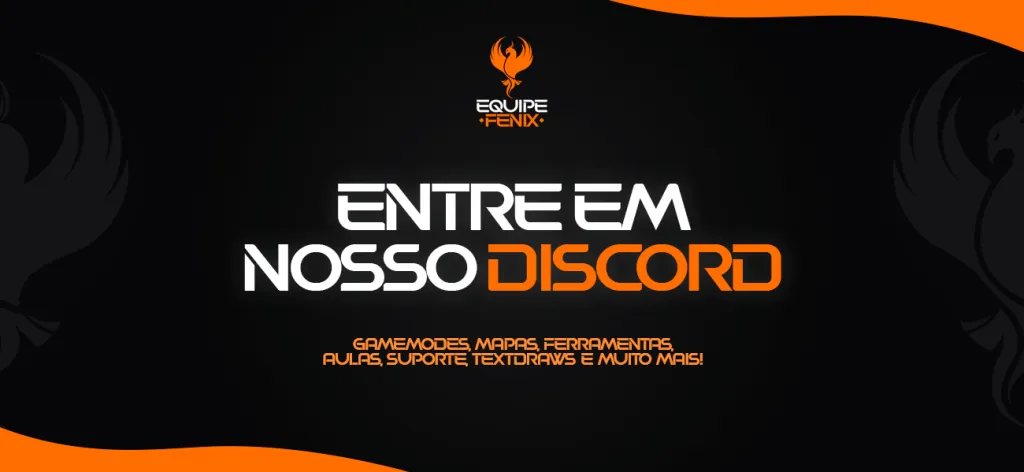 EQUIPE
FENIX
ENTRE EM
NOSSO DISCORD
GAMEMODES, MAPAS, FERRAMENTAS,
AULAS, SUPORTE, TEXTDRAWS E MUITO MAIS!